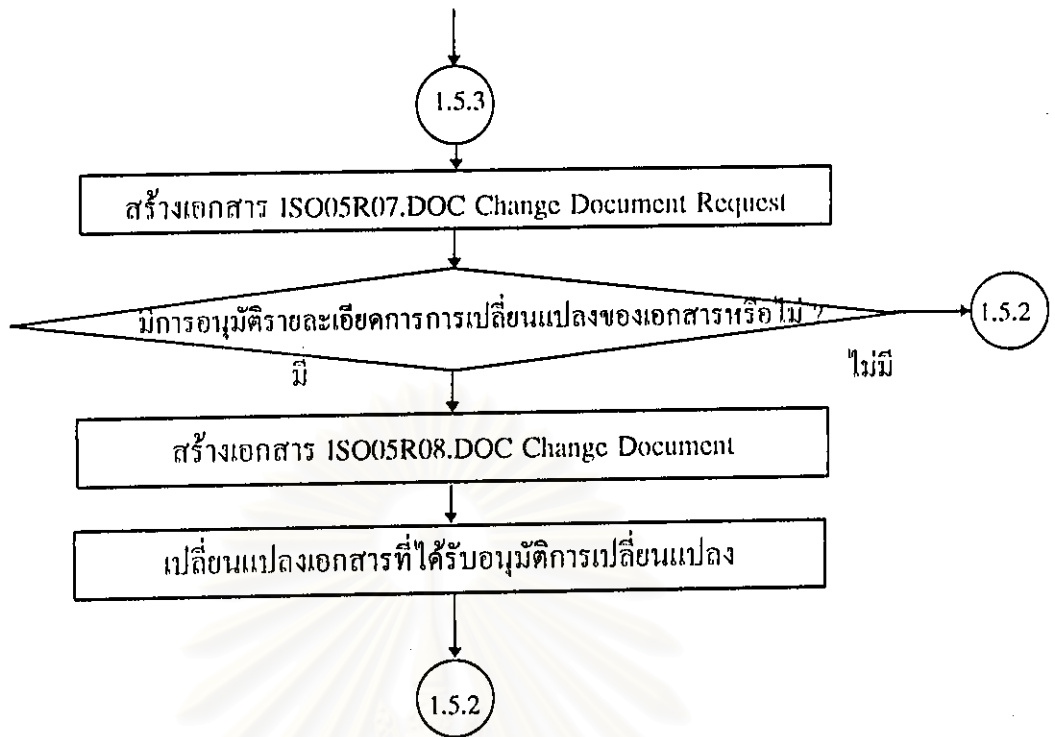 1.5.3
สร้างเอกสาร ISO05R07.DOC Change Document Request
มีการอนุมัติรายละเอียดการการเปลี่ยนแปลงของเอกสารหรือไม่ ?
1.5.2
มี
ไม่มี
สร้างเอกสาร ISO05R08.DOC Change Document
เปลี่ยนแปลงเอกสารที่ได้รับอนุมัติการเปลี่ยนแปลง
1.5.2